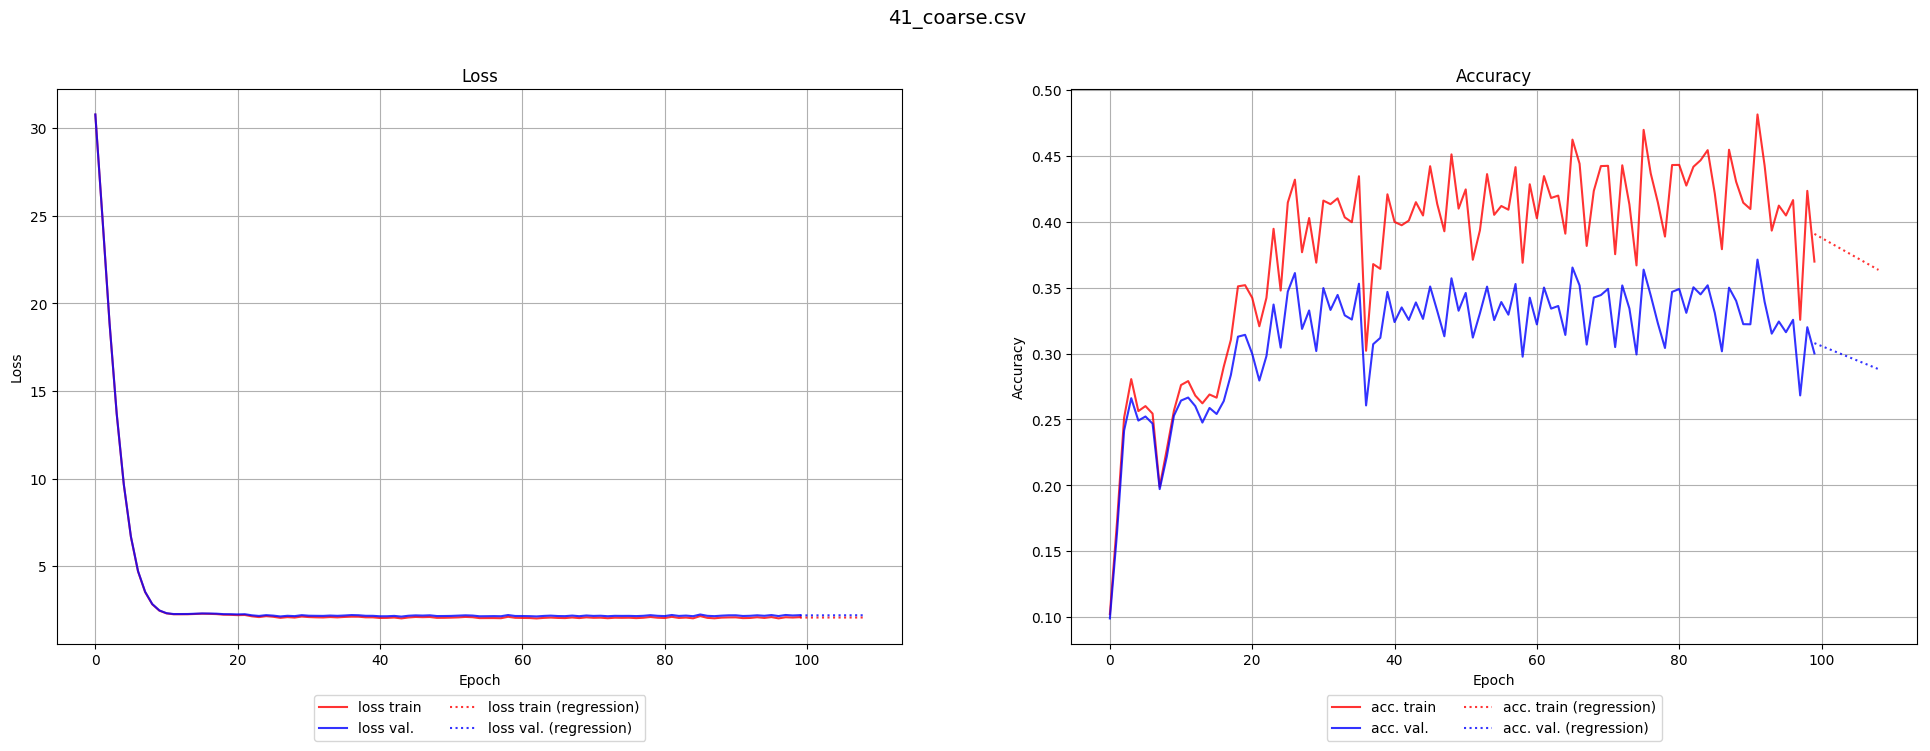 41_coarse.csv
Loss
Loss
30
25
20
15
10
5
0
20
40
60
80
100
Epoch
loss train
loss val.
loss train (regression)
loss val. (regression)
Accuracy
Accuracy
0.50
0.45
0.40
0.35
0.30
0.25
0.20
0.15
0.10
0
20
40
60
80
100
Epoch
acc. train
acc. val.
acc. train (regression)
acc. val. (regression)